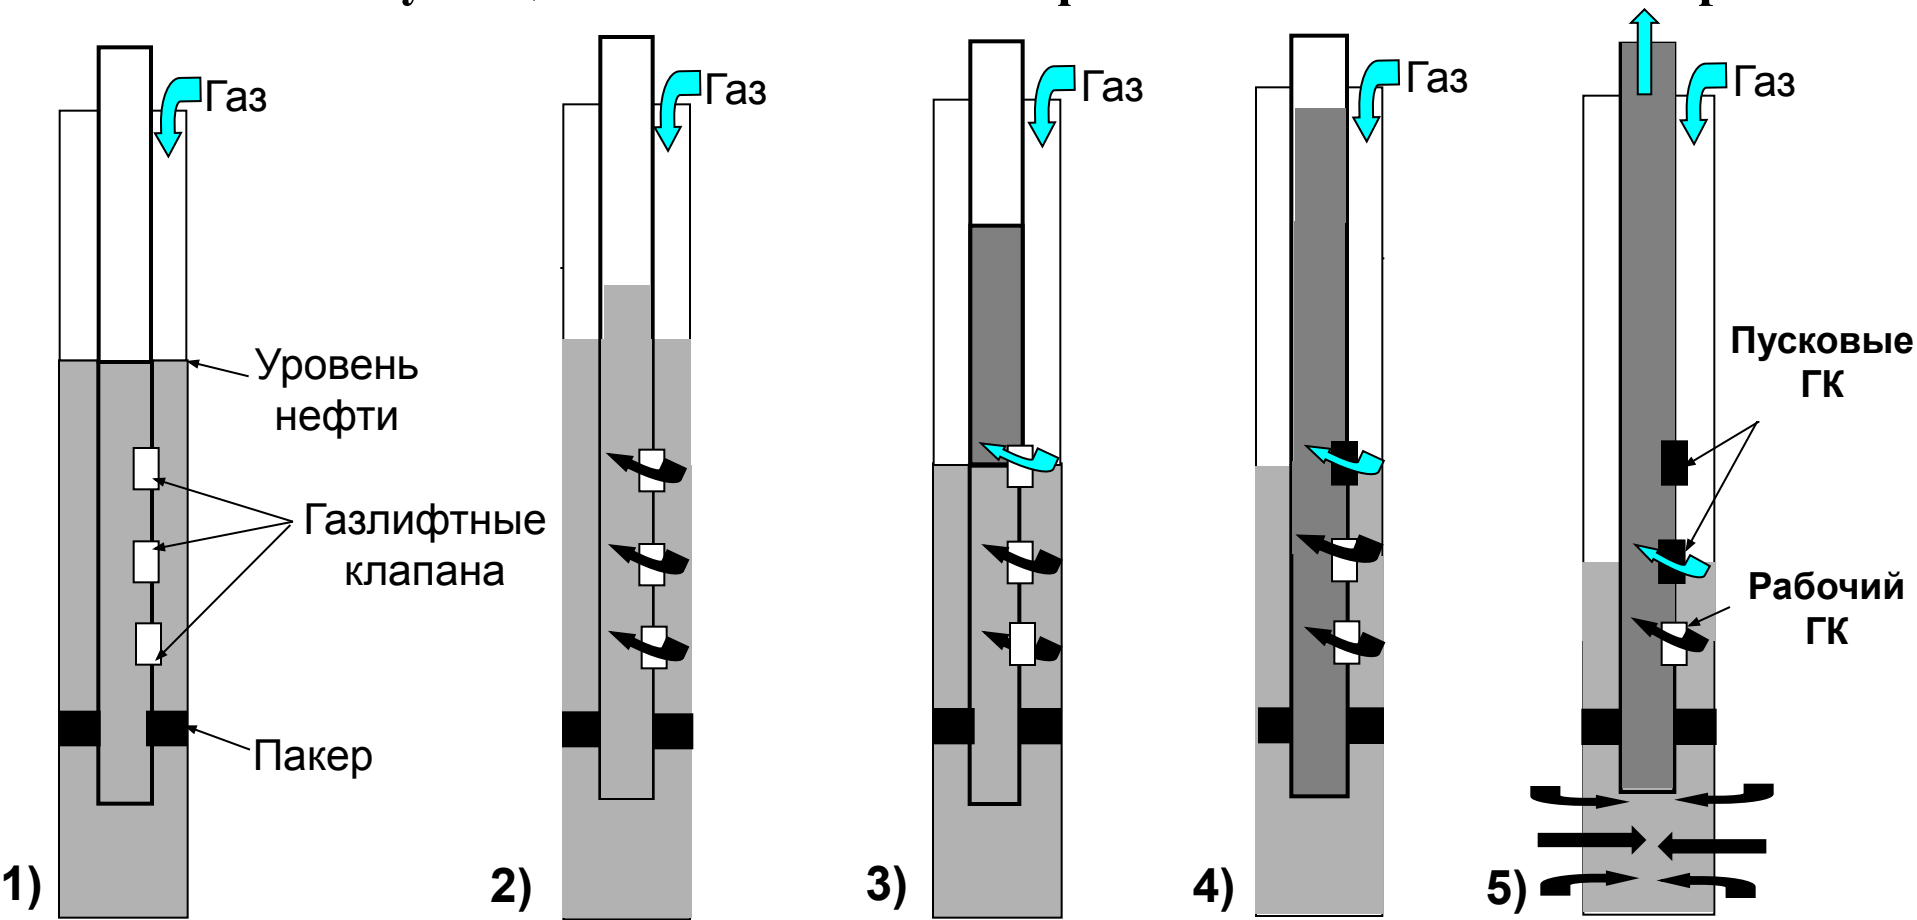 Газ
Газ
Газ
Газ
Газ
Уровень
нефти
Газлифтные
клапана
Пакер
Пусковые
ГК
Рабочий
ГК
1)
2)
3)
4)
5)